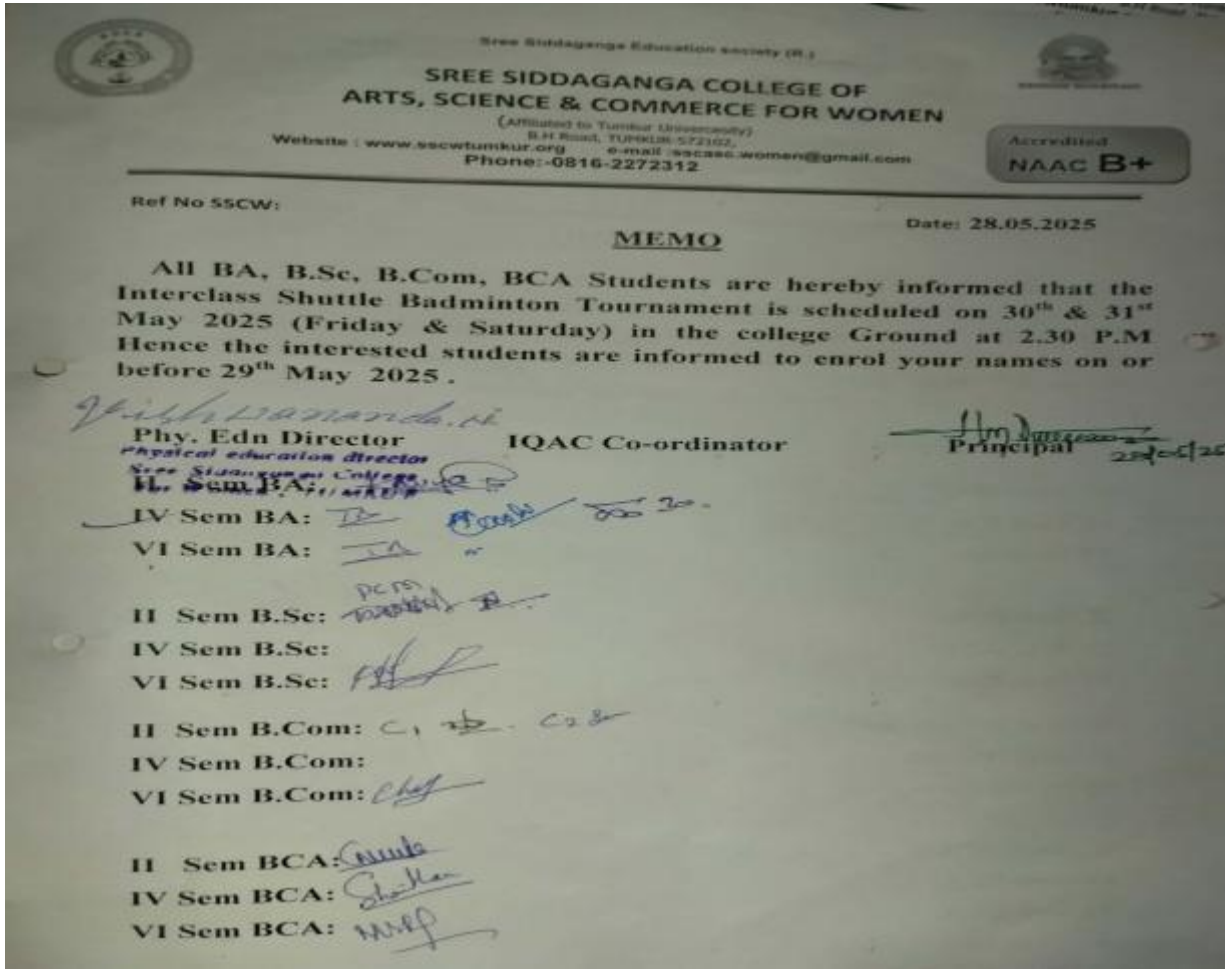 Sree Siddaganga Education society (R.)
SREE SIDDAGANGA COLLEGE OF
ARTS, SCIENCE & COMMERCE FOR WOMEN
(Affiliated to Tumkur Univercesity)
B.H Road, TUMKUR-572102,
Website : www.sscwtumkur.org e-mail :sscasc.women@gmail.com
Phone:-0816-2272312
Accredited
NAAC B+
Ref No SSCW:
Date: 28.05.2025
MEMO
All BA, B.Sc, B.Com, BCA Students are hereby informed that the
Interclass Shuttle Badminton Tournament is scheduled on 30th & 31st
May 2025 (Friday & Saturday) in the college Ground at 2.30 P.M
Hence the interested students are informed to enrol your names on or
before 29th May 2025 .
Phy. Edn Director IQAC Co-ordinator Principal
Physical education director
II Sem BA:
IV Sem BA:
VI Sem BA:
PCM
II Sem B.Sc:
IV Sem B.Sc:
VI Sem B.Sc:
II Sem B.Com: C1 C2
IV Sem B.Com:
VI Sem B.Com:
II Sem BCA:
IV Sem BCA:
VI Sem BCA: